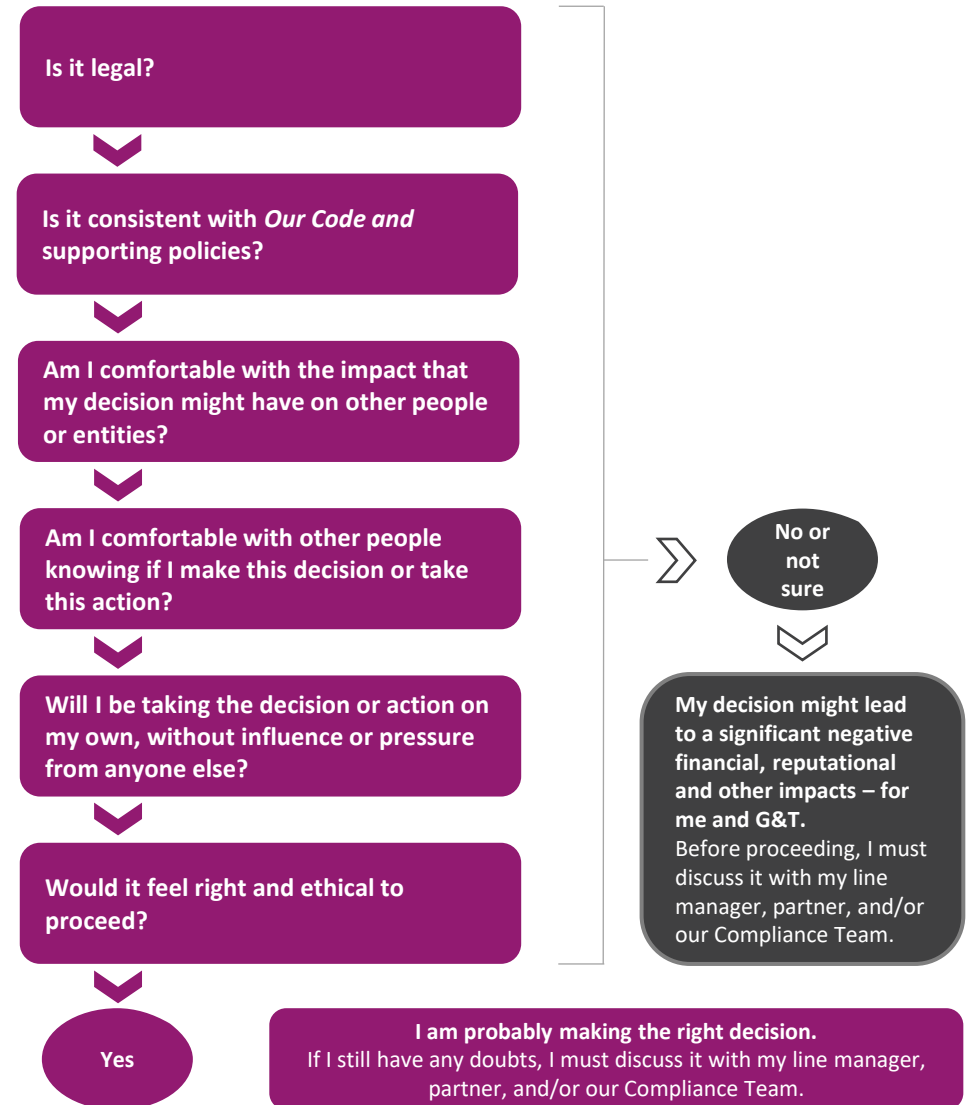 Is it legal?
Is it consistent with Our Code and
supporting policies?
Am I comfortable with the impact that
my decision might have on other people
or entities?
Am I comfortable with other people
knowing if I make this decision or take
this action?
Will I be taking the decision or action on
my own, without influence or pressure
from anyone else?
Would it feel right and ethical to
proceed?
Yes
No or
not
sure
My decision might lead
to a significant negative
financial, reputational
and other impacts – for
me and G&T.
Before proceeding, I must
discuss it with my line
manager, partner, and/or
our Compliance Team.
I am probably making the right decision.
If I still have any doubts, I must discuss it with my line manager,
partner, and/or our Compliance Team.